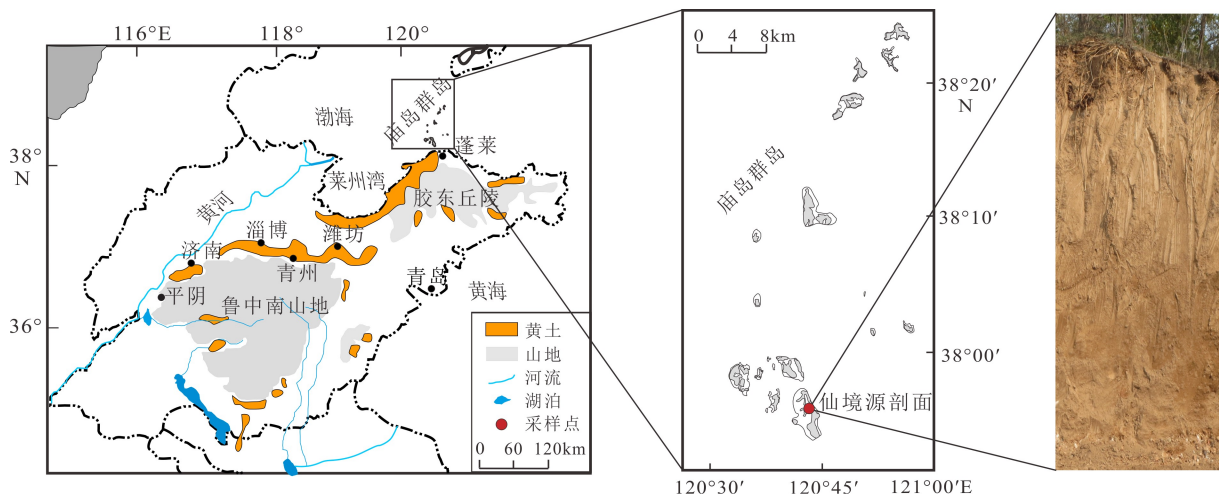 116°E
118°
120°
38°
N
36°
渤海
庙岛群岛
蓬莱
莱州湾
胶东丘陵
黄河
淄博
潍坊
济南
青州
青岛
平阴
鲁中南山地
黄海
黄土
山地
河流
湖泊
采样点
0 60 120km
0 4 8km
38°20′
N
庙岛群岛
38°10′
38°00′
仙境源剖面
120°30′
120°45′
121°00′E